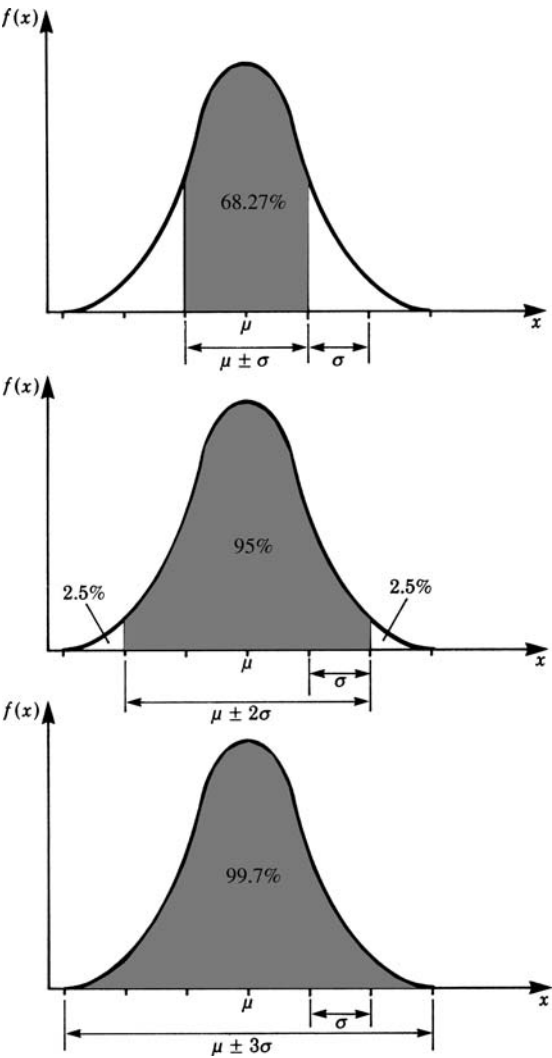 f(x)
68.27%
μ
x
μ ± σ
σ
f(x)
95%
2.5%
2.5%
μ
x
σ
μ ± 2σ
f(x)
99.7%
μ
x
σ
μ ± 3σ